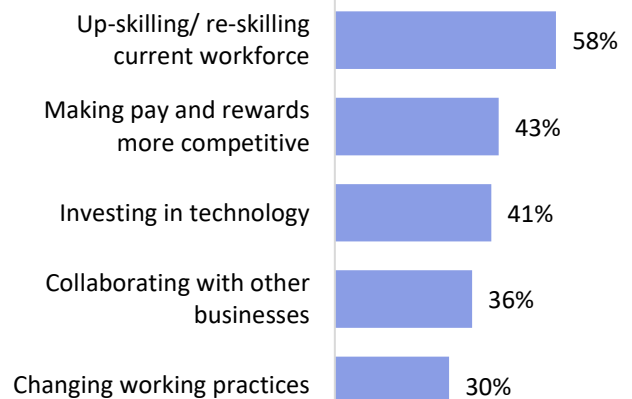 Up-skilling/ re-skilling
current workforce
58%
Making pay and rewards
more competitive
43%
Investing in technology
41%
Collaborating with other
businesses
36%
Changing working practices
30%